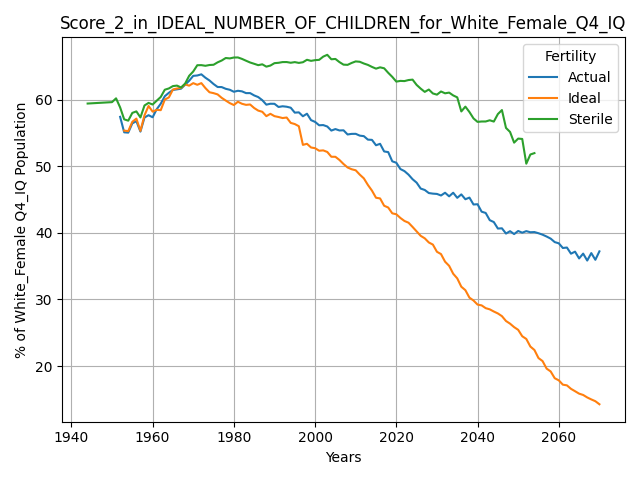 Score_2_in_IDEAL_NUMBER_OF_CHILDREN_for_White_Female_Q4_IQ
Fertility
Actual
Ideal
Sterile
% of White_Female Q4_IQ Population
60
50
40
30
20
1940
1960
1980
2000
2020
2040
2060
Years